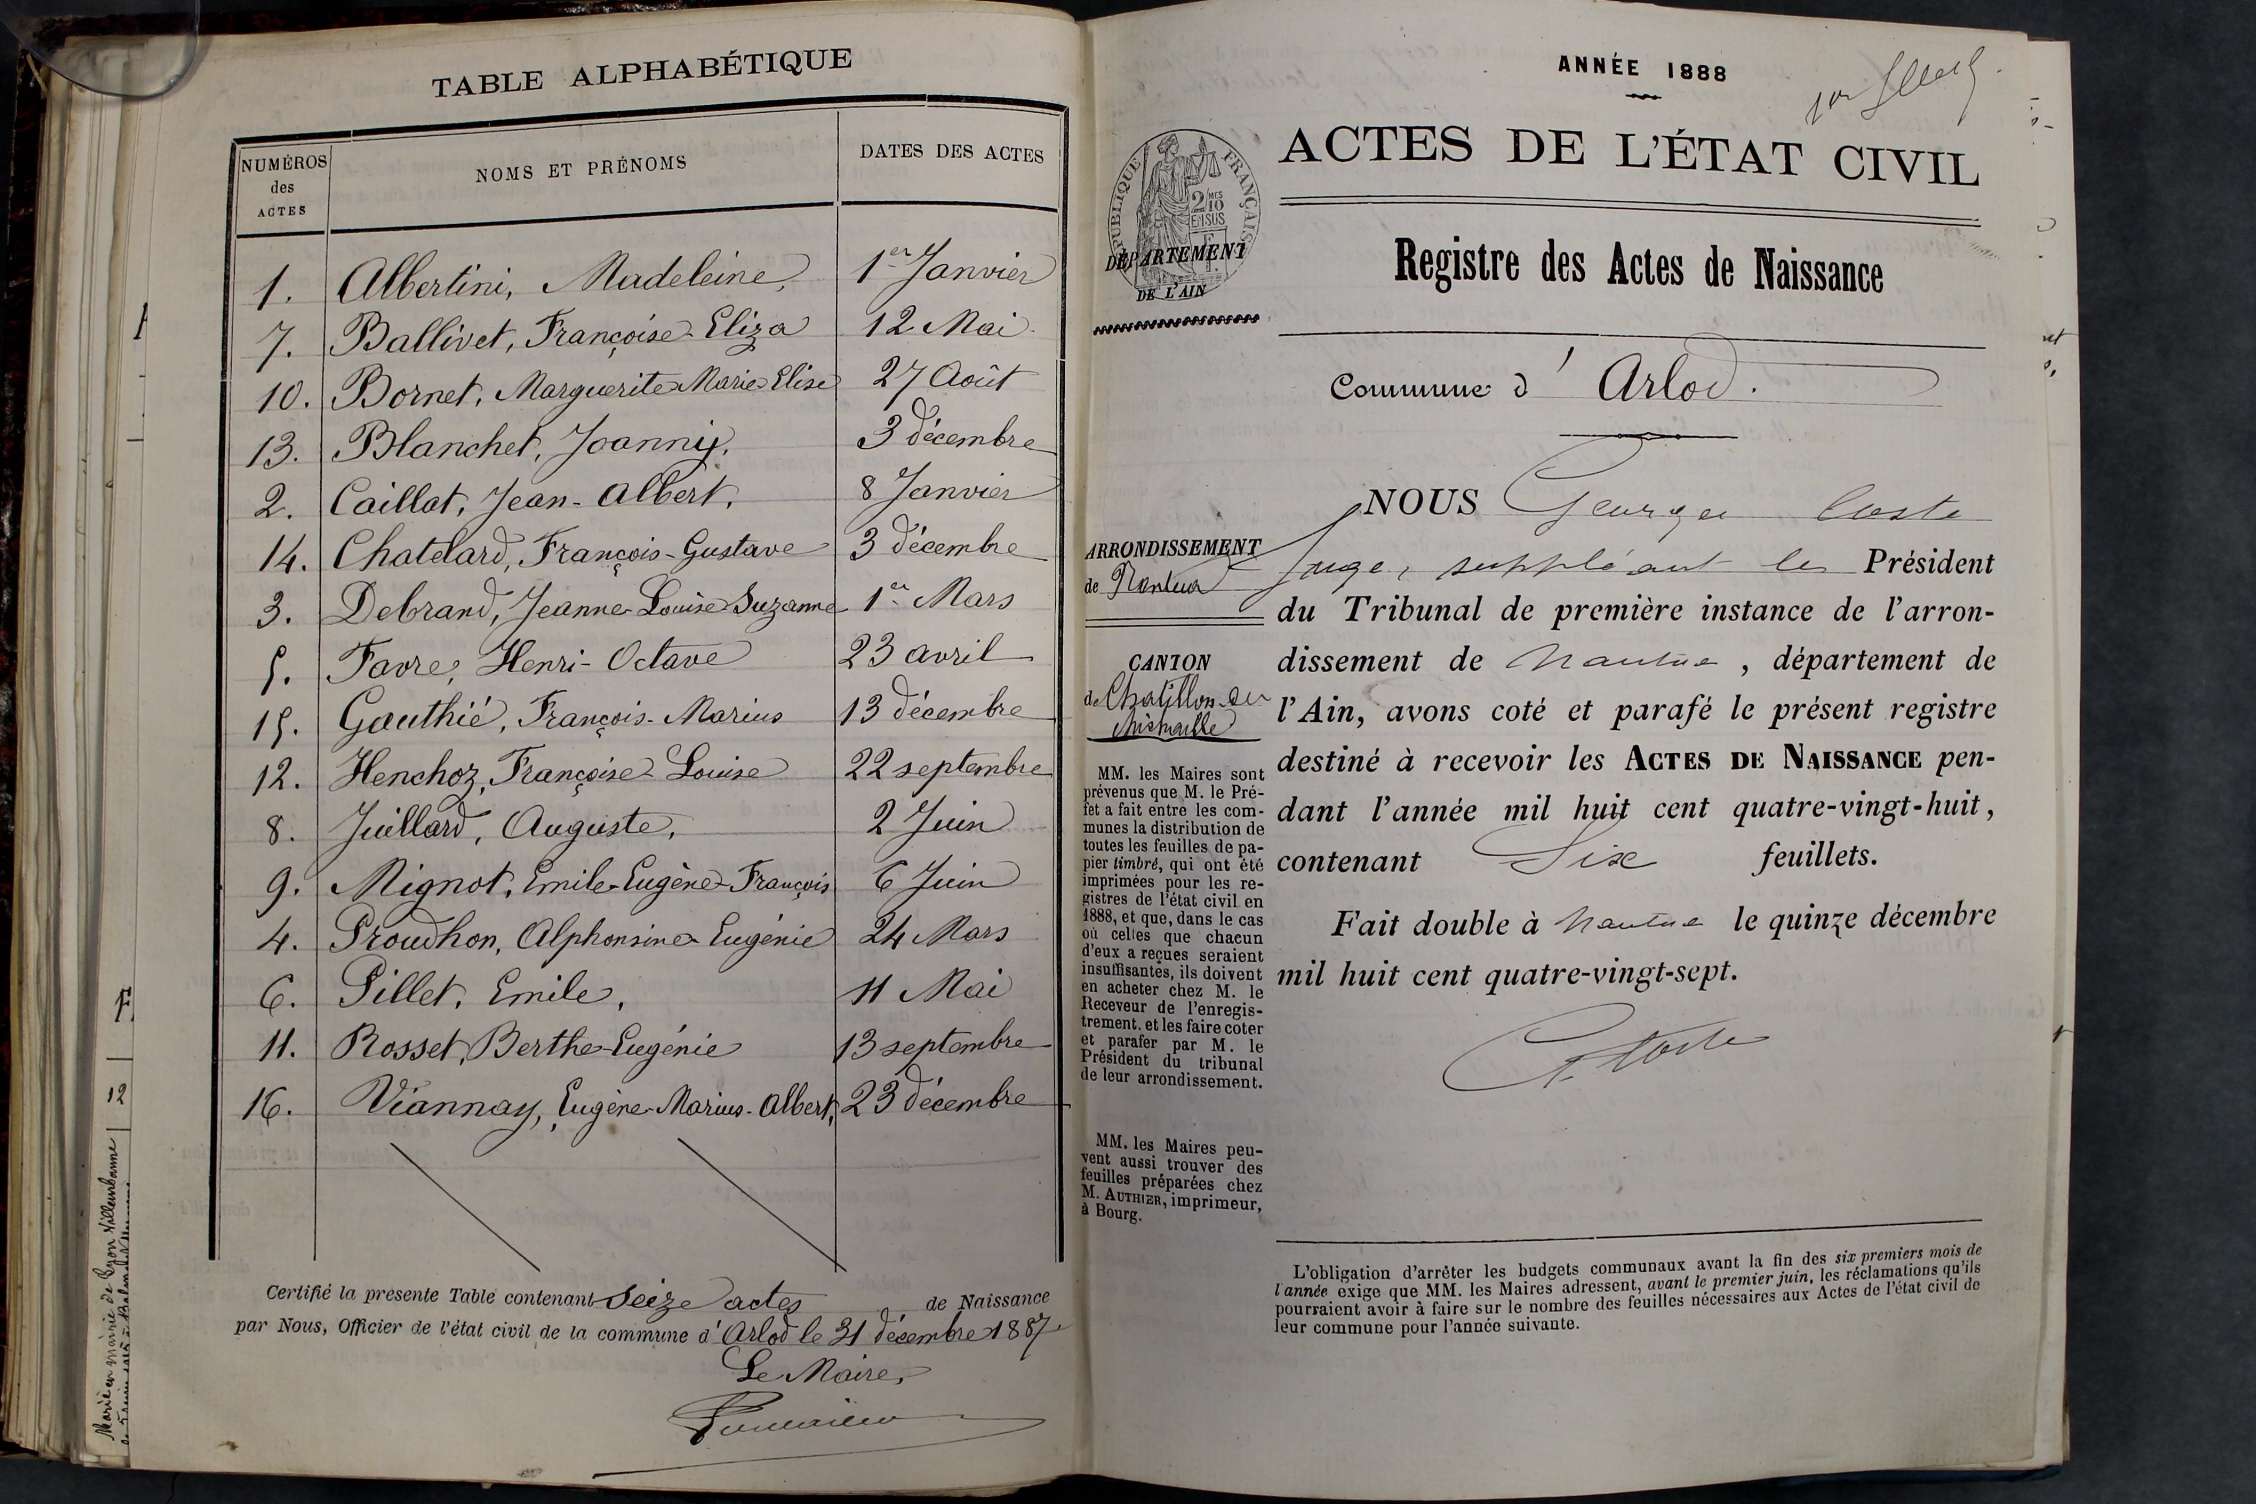 TABLE ALPHABÉTIQUE
NUMÉROS
des
ACTES
NOMS ET PRÉNOMS
DATES DES ACTES
1. Albertini, Madeleine, 1er Janvier
7. Ballivet, Françoise-Eliza 12 Mai
10. Bornet, Marguerite-Marie-Elise 27 Août
13. Blanchet, Joanny, 3 décembre
2. Caillat, Jean-Albert, 8 Janvier
14. Chatelard, François-Gustave 3 décembre
3. Debrand, Jeanne-Louise-Suzanne 1er Mars
5. Favre, Henri-Octave 23 avril
15. Gauthié, François-Marius 13 décembre
12. Henchoz, Françoise-Louise 22 septembre
8. Juillard, Auguste, 2 Juin
9. Mignot, Emile-Eugène-François 6 Juin
4. Proudhon, Alphonsine-Eugénie 24 Mars
6. Pillet, Emile, 11 Mai
11. Rosset, Berthe-Eugénie 13 septembre
16. Viannay, Eugène-Marius-Albert, 23 décembre
Certifié la présente Table contenant Seize actes de Naissance
par Nous, Officier de l'état civil de la commune d'Arlod le 31 décembre 1887.
Le Maire,
12
Marié en mairie de Lyon Villeurbanne
ANNÉE 1888
ACTES DE L'ÉTAT CIVIL
RÉPUBLIQUE FRANÇAISE
2/10 MES
EN SUS
DÉPARTEMENT
DE L'AIN
Registre des Actes de Naissance
Commune d'Arlod.
ARRONDISSEMENT
de Nantua
CANTON
de Chatillon-de
Michaille
MM. les Maires sont
prévenus que M. le Pré-
fet a fait entre les com-
munes la distribution de
toutes les feuilles de pa-
pier timbré, qui ont été
imprimées pour les re-
gistres de l'état civil en
1888, et que, dans le cas
où celles que chacun
d'eux a reçues seraient
insuffisantes, ils doivent
en acheter chez M. le
Receveur de l'enregis-
trement, et les faire coter
et parafer par M. le
Président du tribunal
de leur arrondissement.
MM. les Maires peu-
vent aussi trouver des
feuilles préparées chez
M. AUTHIER, imprimeur,
à Bourg.
NOUS Georges Coste
Juge, suppléant le Président
du Tribunal de première instance de l'arron-
dissement de Nantua, département de
l'Ain, avons coté et parafé le présent registre
destiné à recevoir les ACTES DE NAISSANCE pen-
dant l'année mil huit cent quatre-vingt-huit,
contenant Six feuillets.
Fait double à Nantua le quinze décembre
mil huit cent quatre-vingt-sept.
G. Coste
L'obligation d'arrêter les budgets communaux avant la fin des six premiers mois de
l'année exige que MM. les Maires adressent, avant le premier juin, les réclamations qu'ils
pourraient avoir à faire sur le nombre des feuilles nécessaires aux Actes de l'état civil de
leur commune pour l'année suivante.